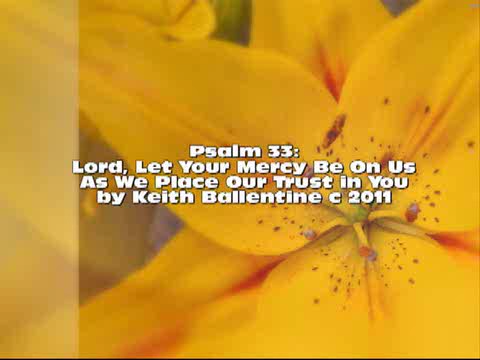 Psalm 33:
Lord, Let Your Mercy Be On Us
As We Place Our Trust in You
by Keith Ballentine c 2011